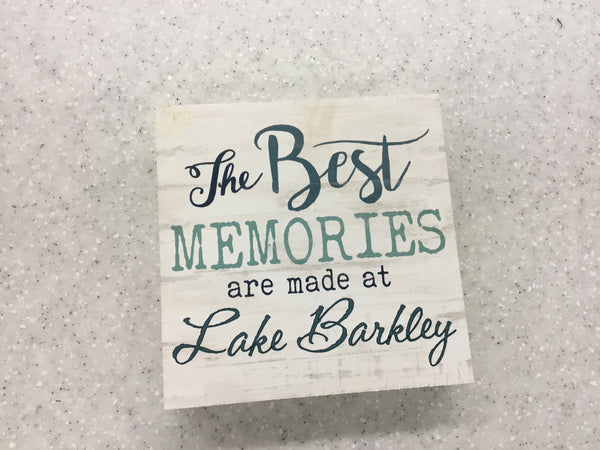 The Best
MEMORIES
are made at
Lake Barkley